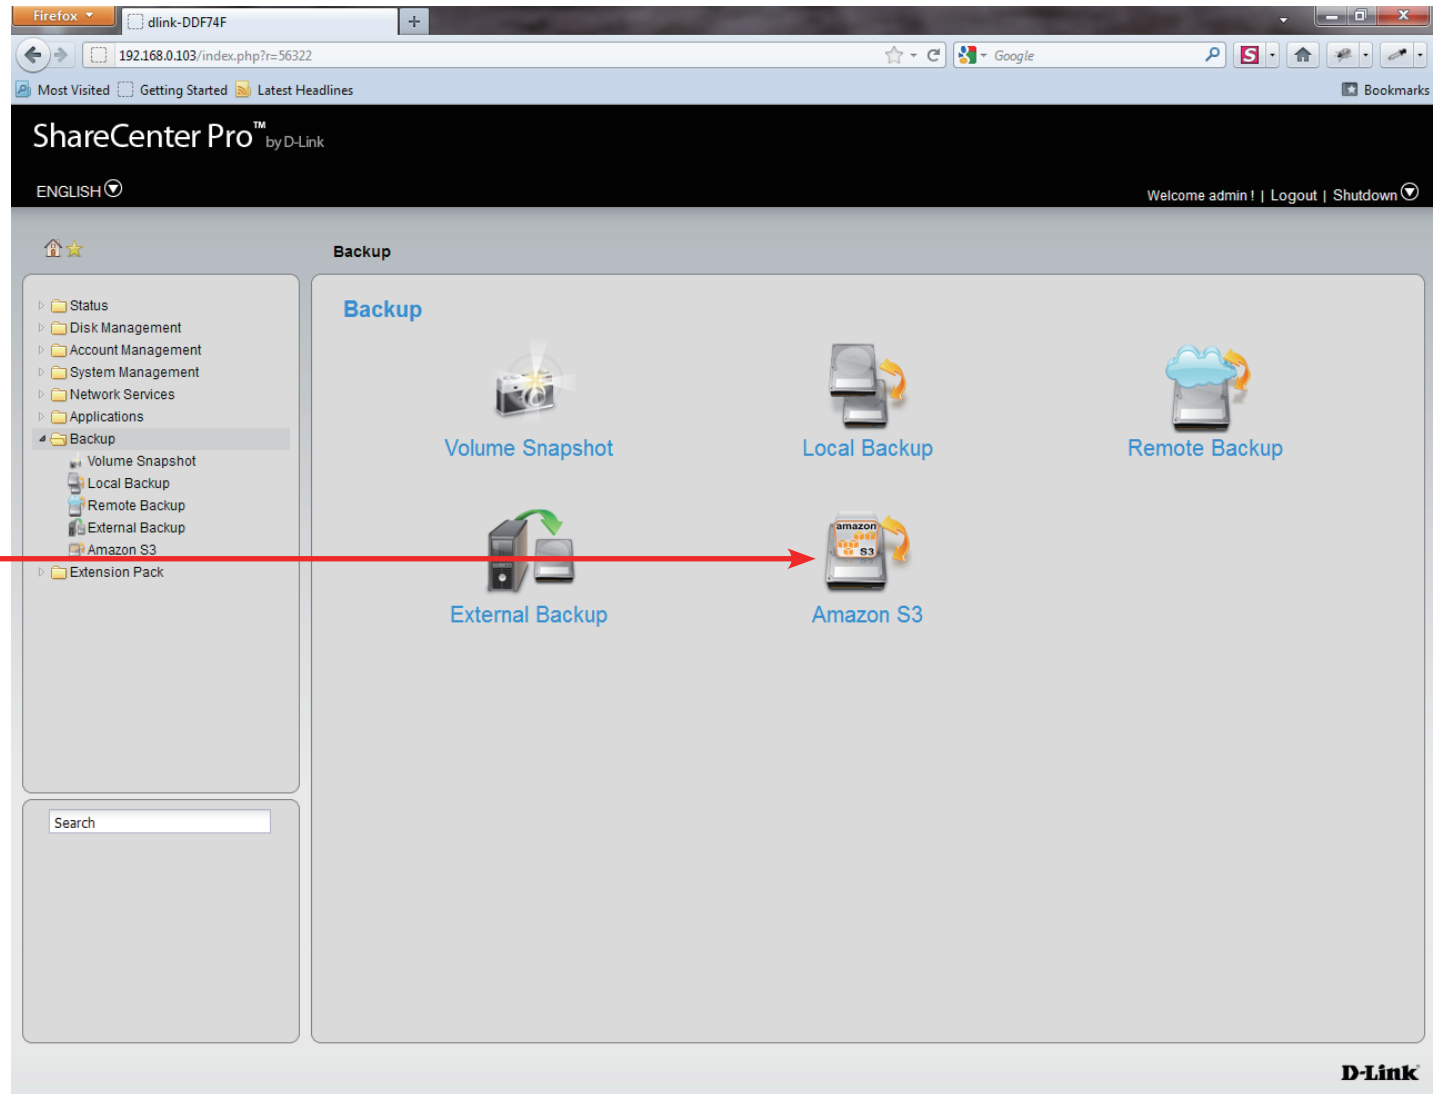 Firefox
dlink-DDF74F
192.168.0.103/index.php?r=56322
Google
S
Most Visited Getting Started Latest Headlines Bookmarks
ShareCenter Pro™ by D-Link
ENGLISH
Welcome admin ! | Logout | Shutdown
Backup
Status
Disk Management
Account Management
System Management
Network Services
Applications
Backup
Volume Snapshot
Local Backup
Remote Backup
External Backup
Amazon S3
Extension Pack
Search
Backup
Volume Snapshot Local Backup Remote Backup
amazon
S3
External Backup Amazon S3
D-Link